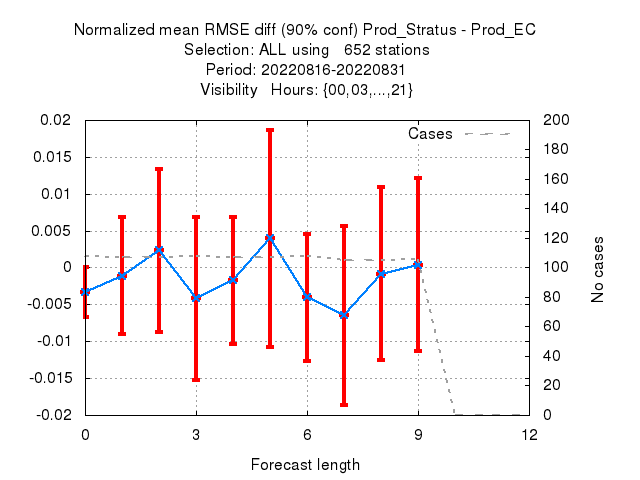 Normalized mean RMSE diff (90% conf) Prod_Stratus - Prod_EC
Selection: ALL using   652 stations
Period: 20220816-20220831
Visibility   Hours: {00,03,...,21}
Cases
0.02
0.015
0.01
0.005
0
-0.005
-0.01
-0.015
-0.02
200
180
160
140
120
100
80
60
40
20
0
No cases
0 3 6 9 12
Forecast length